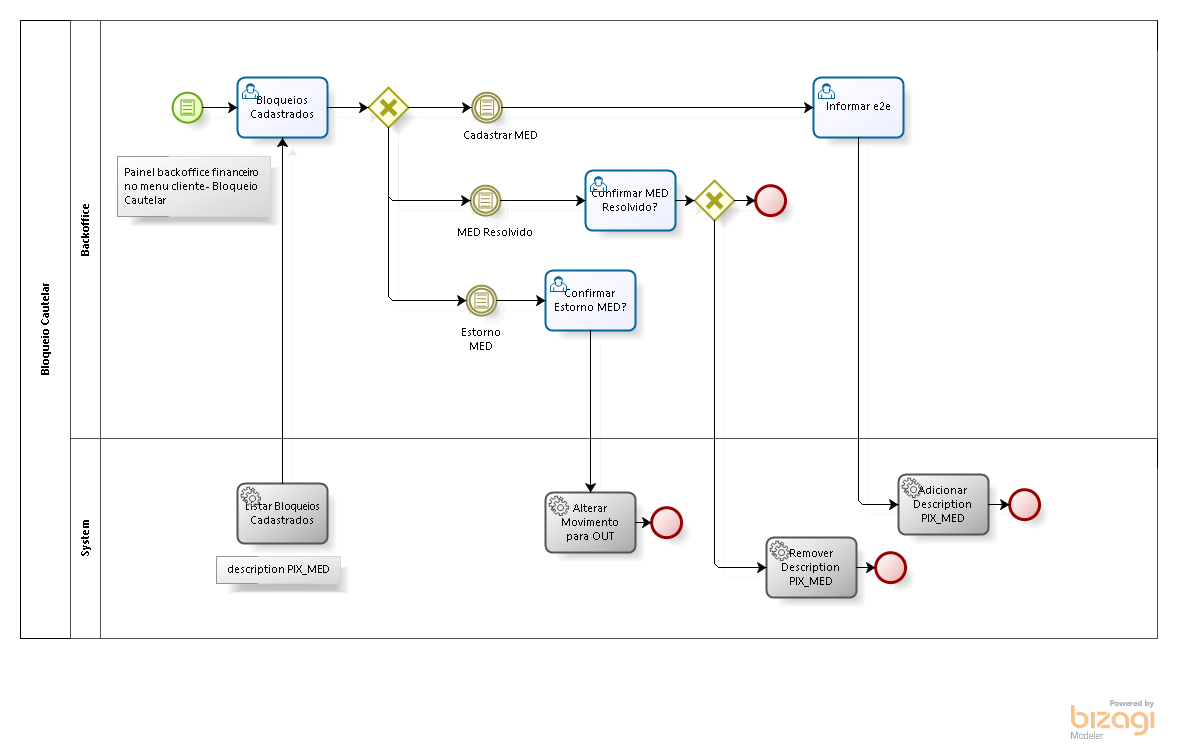 Bloqueio Cautelar
Backoffice
Bloqueios
Cadastrados
Painel backoffice financeiro
no menu cliente- Bloqueio
Cautelar
Cadastrar MED
Informar e2e
MED Resolvido
Confirmar MED
Resolvido?
Estorno
MED
Confirmar
Estorno MED?
System
Listar Bloqueios
Cadastrados
description PIX_MED
Alterar
Movimento
para OUT
Remover
Description
PIX_MED
Adicionar
Description
PIX_MED
Powered by
bizagi
Modeler